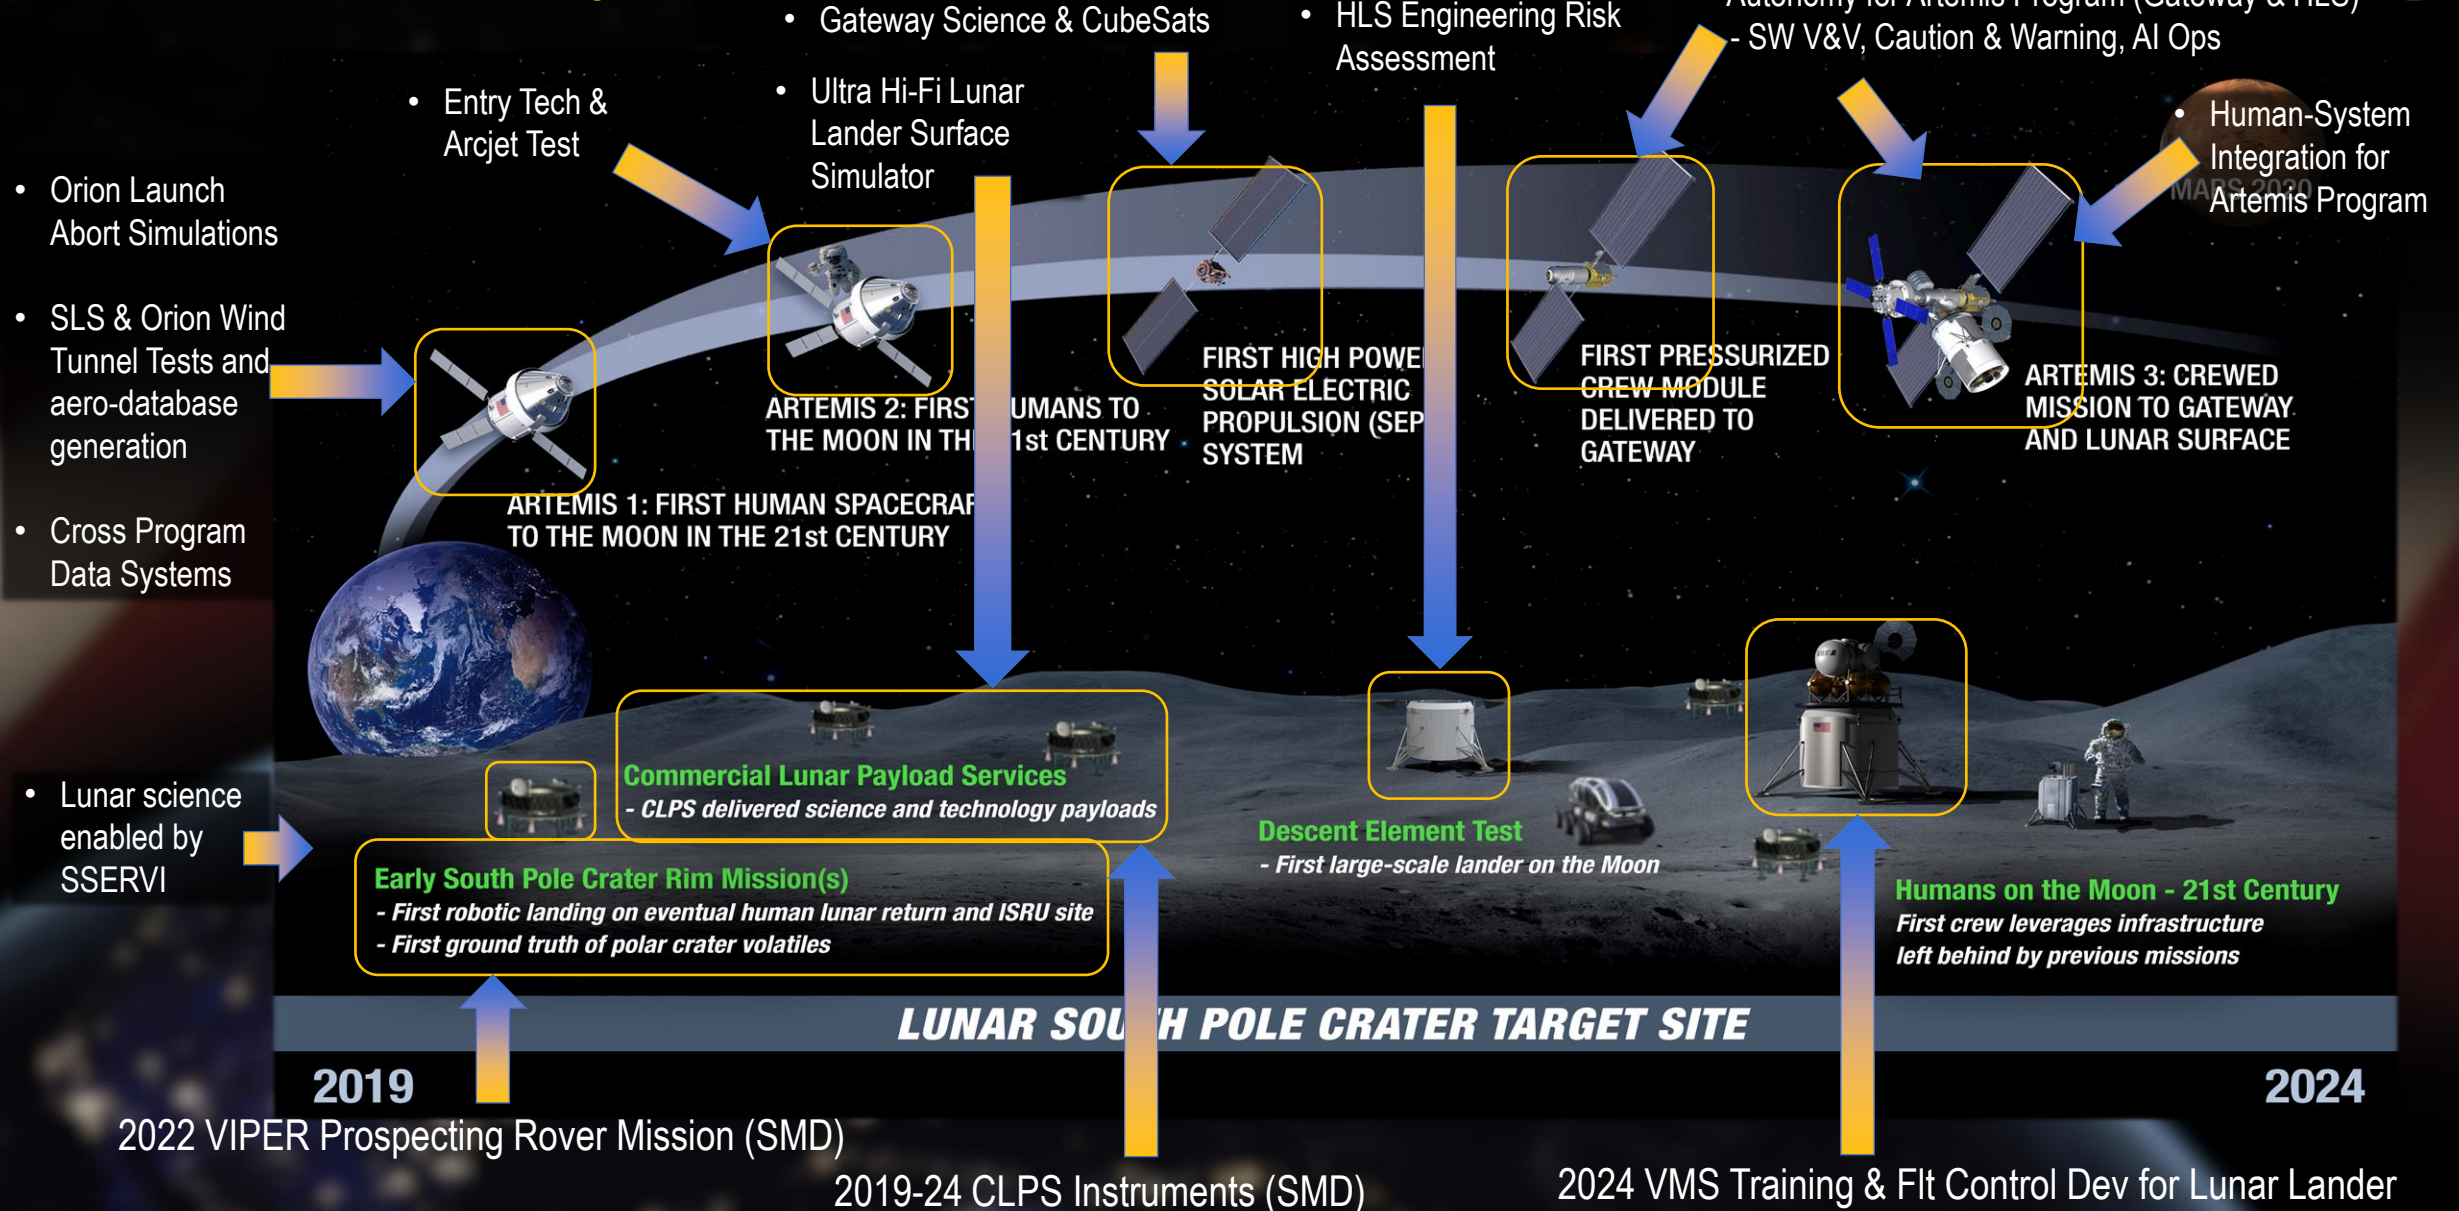 • Gateway Science & CubeSats
• HLS Engineering Risk
Assessment
Autonomy for Artemis Program (Gateway & HLS)
- SW V&V, Caution & Warning, AI Ops
• Entry Tech &
Arcjet Test
• Ultra Hi-Fi Lunar
Lander Surface
Simulator
• Human-System
Integration for
Artemis Program
MARS 2020
• Orion Launch
Abort Simulations
• SLS & Orion Wind
Tunnel Tests and
aero-database
generation
• Cross Program
Data Systems
ARTEMIS 1: FIRST HUMAN SPACECRAF
TO THE MOON IN THE 21st CENTURY
ARTEMIS 2: FIRST UMANS TO
THE MOON IN TH 1st CENTURY
FIRST HIGH POWE
SOLAR ELECTRIC
PROPULSION (SEP
SYSTEM
FIRST PRESSURIZED
CREW MODULE
DELIVERED TO
GATEWAY
ARTEMIS 3: CREWED
MISSION TO GATEWAY
AND LUNAR SURFACE
• Lunar science
enabled by
SSERVI
Commercial Lunar Payload Services
- CLPS delivered science and technology payloads
Early South Pole Crater Rim Mission(s)
- First robotic landing on eventual human lunar return and ISRU site
- First ground truth of polar crater volatiles
Descent Element Test
- First large-scale lander on the Moon
Humans on the Moon - 21st Century
First crew leverages infrastructure
left behind by previous missions
LUNAR SOU H POLE CRATER TARGET SITE
2019
2024
2022 VIPER Prospecting Rover Mission (SMD)
2019-24 CLPS Instruments (SMD)
2024 VMS Training & Flt Control Dev for Lunar Lander